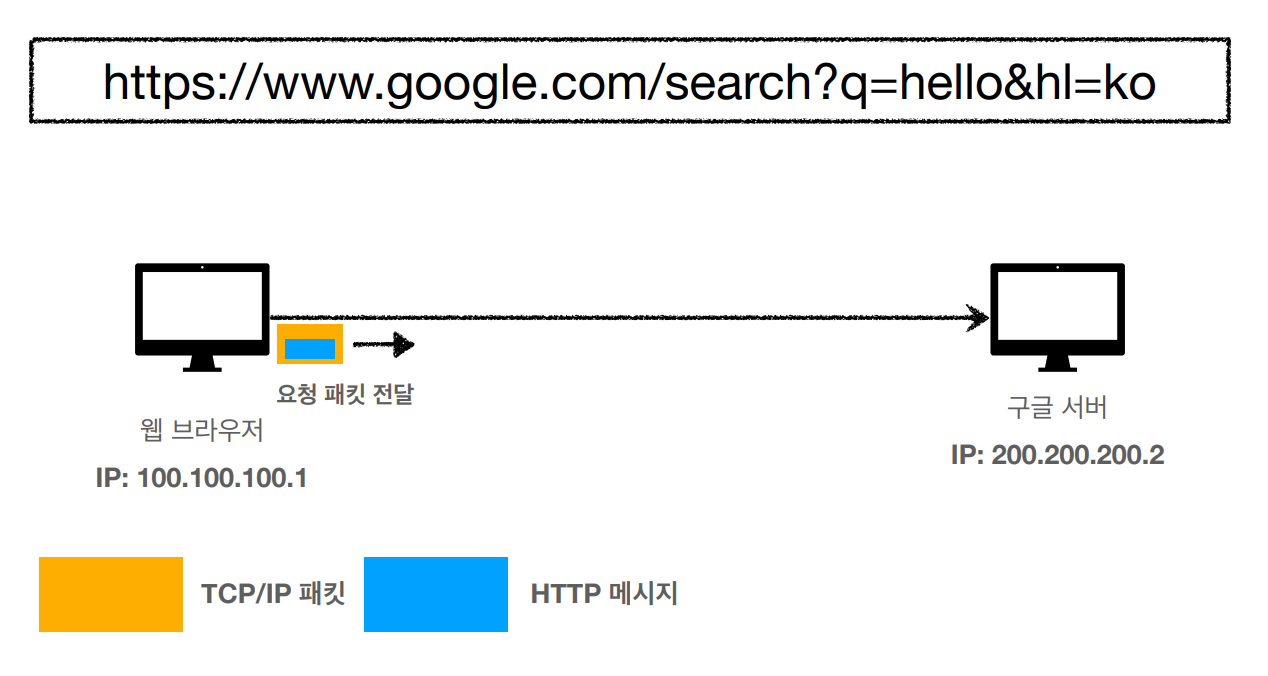 https://www.google.com/search?q=hello&hl=ko
요청 패킷 전달
웹 브라우저
IP: 100.100.100.1
구글 서버
IP: 200.200.200.2
TCP/IP 패킷
HTTP 메시지